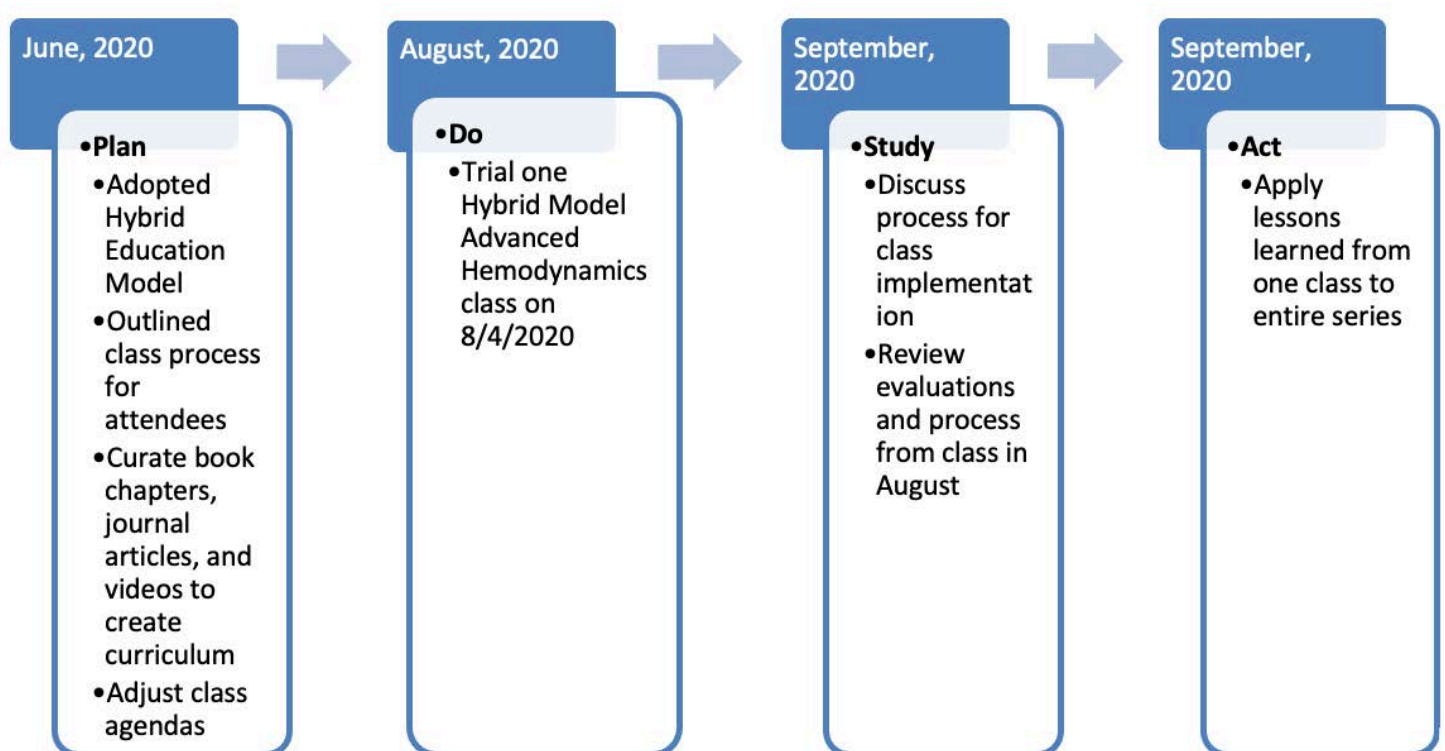 June, 2020
•Plan
•Adopted
Hybrid
Education
Model
•Outlined
class process
for
attendees
•Curate book
chapters,
journal
articles, and
videos to
create
curriculum
•Adjust class
agendas
August, 2020
•Do
•Trial one
Hybrid Model
Advanced
Hemodynamics
class on
8/4/2020
September,
2020
•Study
•Discuss
process for
class
implementat
ion
•Review
evaluations
and process
from class in
August
September,
2020
•Act
•Apply
lessons
learned from
one class to
entire series